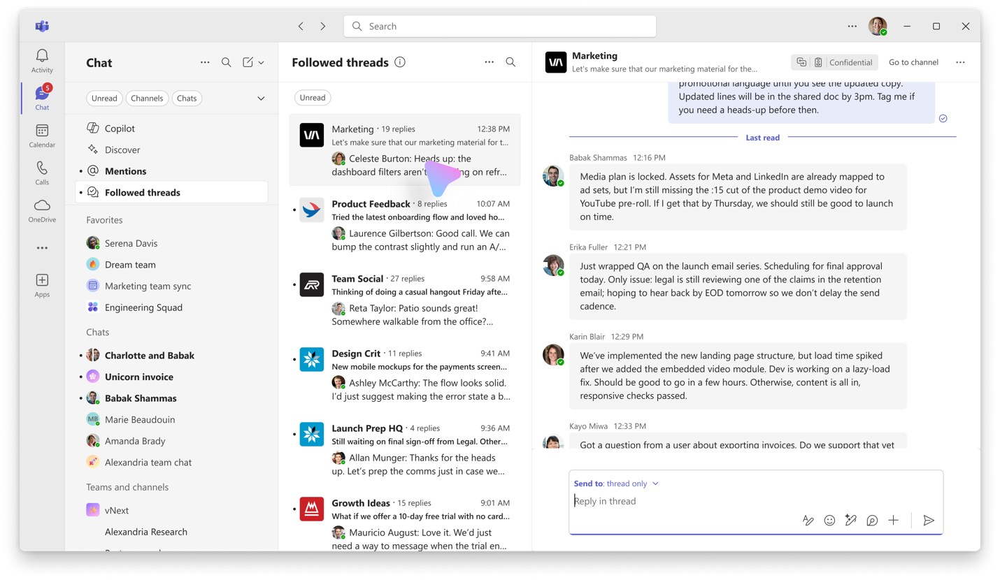 Search
Activity
5
Chat
Calendar
Calls
OneDrive
Apps
Chat
Unread
Channels
Chats
Copilot
Discover
Mentions
Followed threads
Favorites
Serena Davis
Dream team
Marketing team sync
Engineering Squad
Chats
Charlotte and Babak
Unicorn invoice
Babak Shammas
MB
Marie Beaudouin
Amanda Brady
Alexandria team chat
Teams and channels
vNext
Alexandria Research
Followed threads
Unread
Marketing · 19 replies 12:38 PM
Let's make sure that our marketing material for t...
Celeste Burton: Heads up: the
dashboard filters aren't on refr...
Product Feedback · 8 replies 10:07 AM
Tried the latest onboarding flow and loved ho...
Laurence Gilbertson: Good call. We can
bump the contrast slightly and run an A/...
Team Social · 27 replies 9:58 AM
Thinking of doing a casual hangout Friday afte...
Reta Taylor: Patio sounds great!
Somewhere walkable from the office?...
Design Crit · 11 replies 9:41 AM
New mobile mockups for the payments screen...
Ashley McCarthy: The flow looks solid.
I'd just suggest making the error state a b...
Launch Prep HQ · 4 replies 9:36 AM
Still waiting on final sign-off from Legal. Other...
Allan Munger: Thanks for the heads
up. Let's prep the comms just in case we...
Growth Ideas · 15 replies 9:01 AM
What if we offer a 10-day free trial with no card...
Mauricio August: Love it. We'd just
need a way to message when the trial en...
Marketing
Let's make sure that our marketing material for the...
Confidential
Go to channel
promotional language until you see the updated copy.
Updated lines will be in the shared doc by 3pm. Tag me if
you need a heads-up before then.
Last read
Babak Shammas 12:16 PM
Media plan is locked. Assets for Meta and LinkedIn are already mapped to
ad sets, but I'm still missing the :15 cut of the product demo video for
YouTube pre-roll. If I get that by Thursday, we should still be good to launch
on time.
Erika Fuller 12:21 PM
Just wrapped QA on the launch email series. Scheduling for final approval
today. Only issue: legal is still reviewing one of the claims in the retention
email; hoping to hear back by EOD tomorrow so we don't delay the send
cadence.
Karin Blair 12:29 PM
We've implemented the new landing page structure, but load time spiked
after we added the embedded video module. Dev is working on a lazy-load
fix. Should be good to go in a few hours. Otherwise, content is all in,
responsive checks passed.
Kayo Miwa 12:33 PM
Got a question from a user about exporting invoices. Do we support that yet
Send to: thread only
Reply in thread